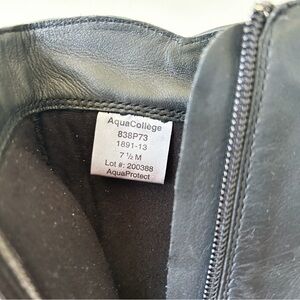 AquaCollege
838P73
1891-13
7 ½ M
Lot #: 200388
AquaProtect